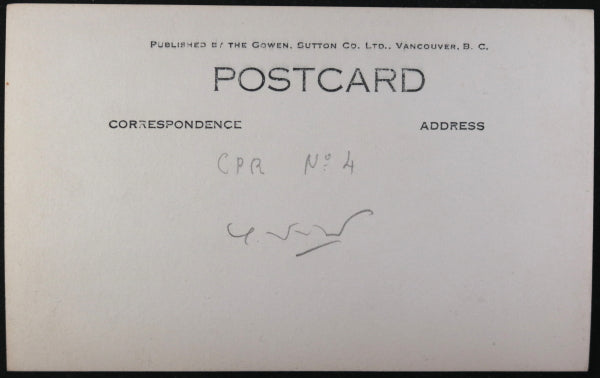 PUBLISHED BY THE GOWEN, SUTTON CO. LTD., VANCOUVER, B. C.
POSTCARD
CORRESPONDENCE ADDRESS
CPR Nº 4